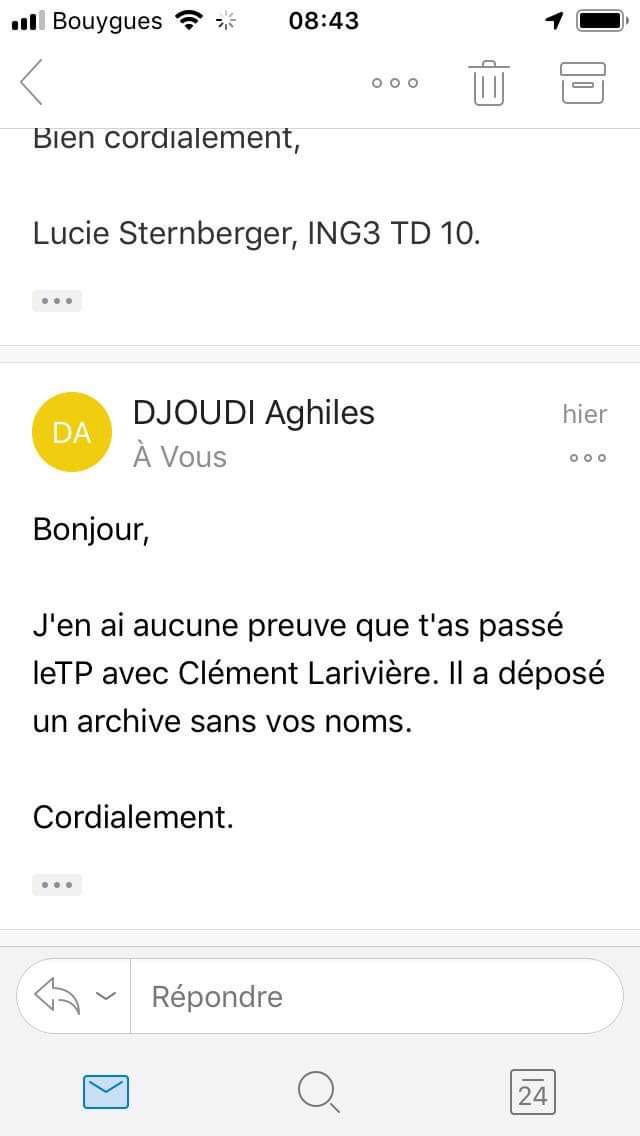 Bouygues 08:43
Bien cordialement,
Lucie Sternberger, ING3 TD 10.
DA
DJOUDI Aghiles
hier
À Vous
Bonjour,
J'en ai aucune preuve que t'as passé
leTP avec Clément Larivière. Il a déposé
un archive sans vos noms.
Cordialement.
Répondre
24